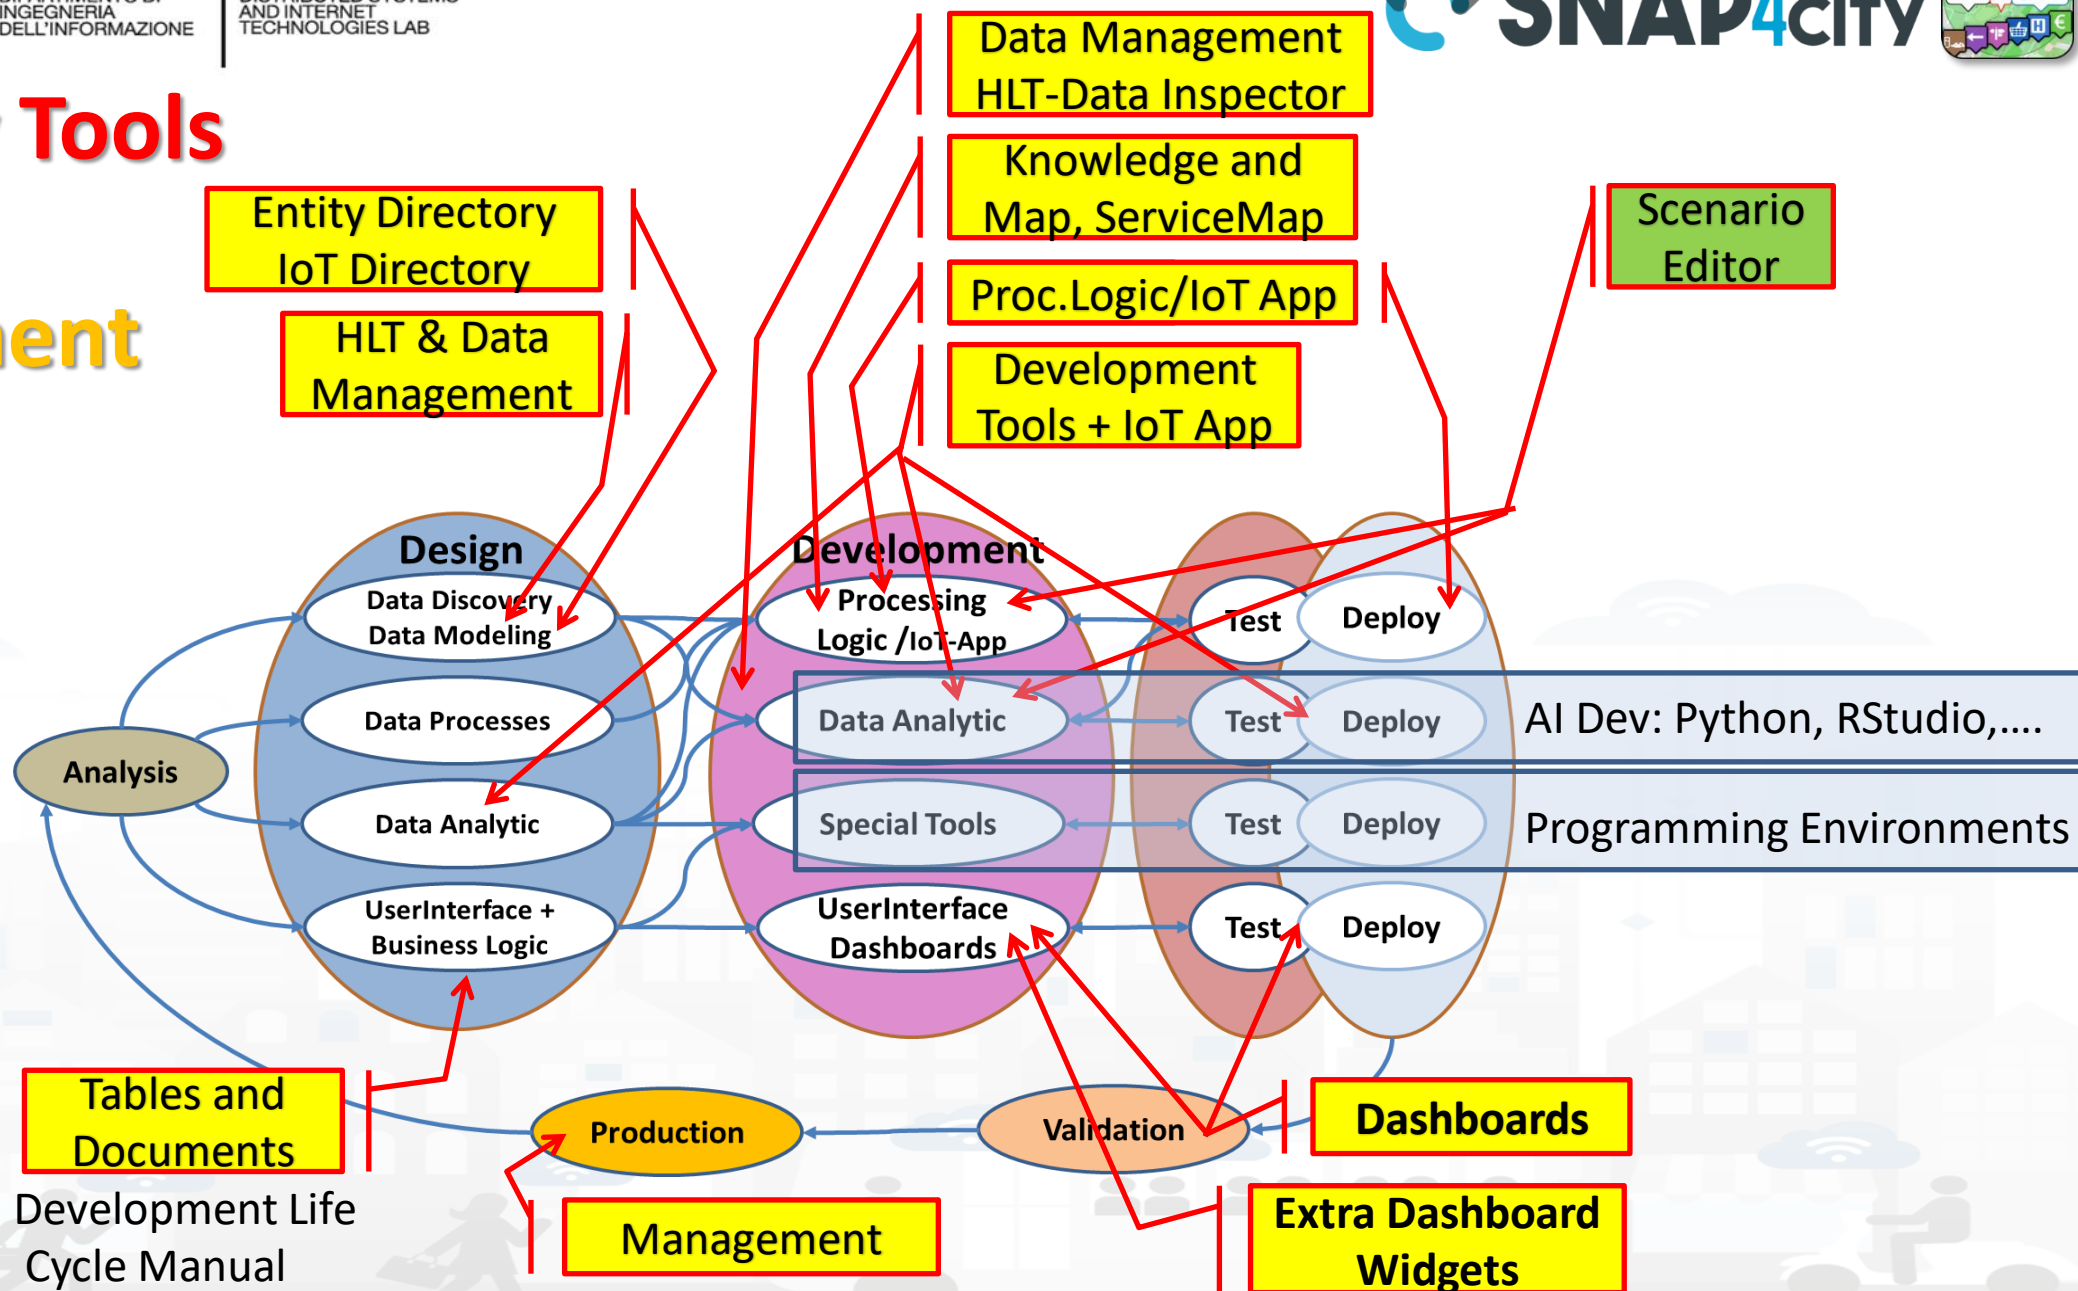 INGEGNERIA
DELL'INFORMAZIONE
AND INTERNET
TECHNOLOGIES LAB
SNAP4CITY
Tools
Data Management
HLT-Data Inspector
Knowledge and
Map, ServiceMap
Proc.Logic/IoT App
Development
Tools + IoT App
Scenario
Editor
Entity Directory
IoT Directory
HLT & Data
Management
Design
Data Discovery
Data Modeling
Data Processes
Data Analytic
UserInterface +
Business Logic
Analysis
Development
Processing
Logic /IoT-App
Data Analytic
Special Tools
UserInterface
Dashboards
Test
Deploy
Test
Deploy
AI Dev: Python, RStudio,....
Test
Deploy
Programming Environments
Test
Deploy
Tables and
Documents
Development Life
Cycle Manual
Production
Validation
Dashboards
Management
Extra Dashboard
Widgets